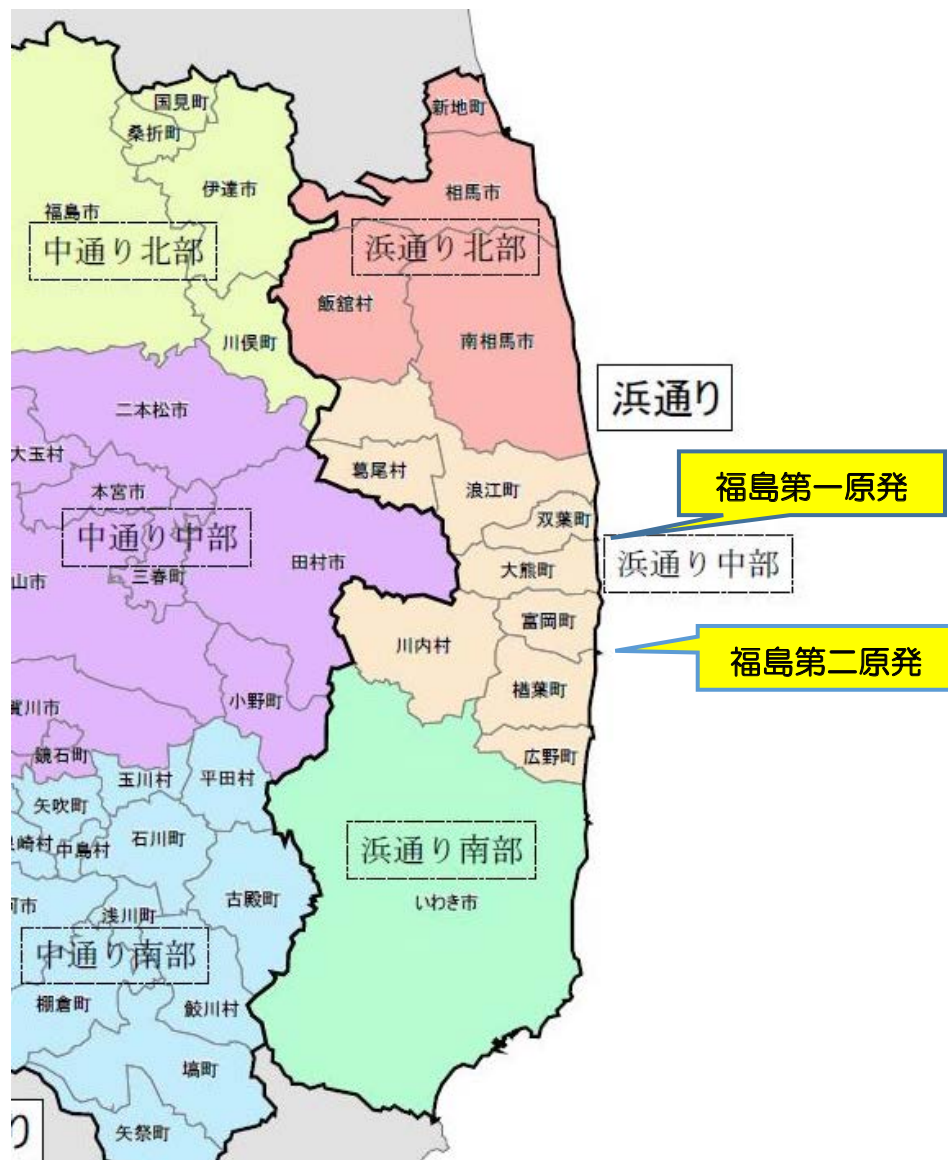 国見町
新地町
桑折町
伊達市
相馬市
福島市
中通り北部
浜通り北部
飯舘村
川俣町
南相馬市
浜通り
二本松市
大玉村
葛尾村
本宮市
浪江町
福島第一原発
双葉町
中通り中部
浜通り中部
三春町
田村市
大熊町
山市
富岡町
川内村
福島第二原発
楢葉町
小野町
賀川市
鏡石町
広野町
玉川村
平田村
矢吹町
石川町
崎村
中島村
浜通り南部
古殿町
いわき市
河市
浅川町
中通り南部
棚倉町
鮫川村
塙町
矢祭町
り